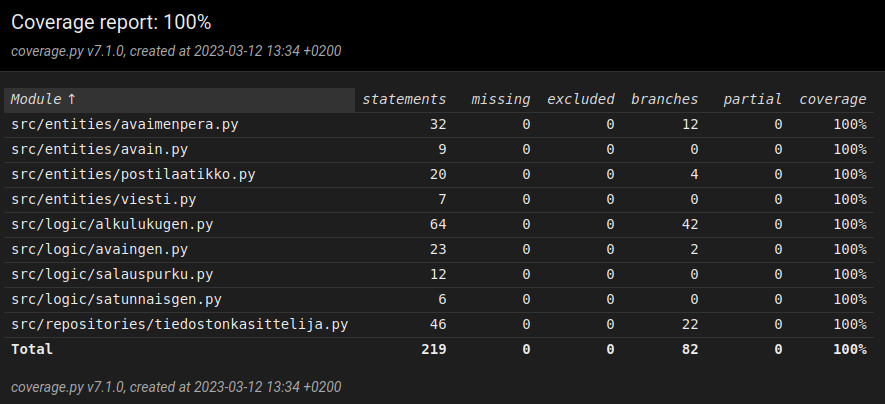 Coverage report: 100%
coverage.py v7.1.0, created at 2023-03-12 13:34 +0200
Module ↑ statements missing excluded branches partial coverage
src/entities/avaimenpera.py 32 0 0 12 0 100%
src/entities/avain.py 9 0 0 0 0 100%
src/entities/postilaatikko.py 20 0 0 4 0 100%
src/entities/viesti.py 7 0 0 0 0 100%
src/logic/alkulukugen.py 64 0 0 42 0 100%
src/logic/avaingen.py 23 0 0 2 0 100%
src/logic/salauspurku.py 12 0 0 0 0 100%
src/logic/satunnaisgen.py 6 0 0 0 0 100%
src/repositories/tiedostonkasittelija.py 46 0 0 22 0 100%
Total 219 0 0 82 0 100%
coverage.py v7.1.0, created at 2023-03-12 13:34 +0200